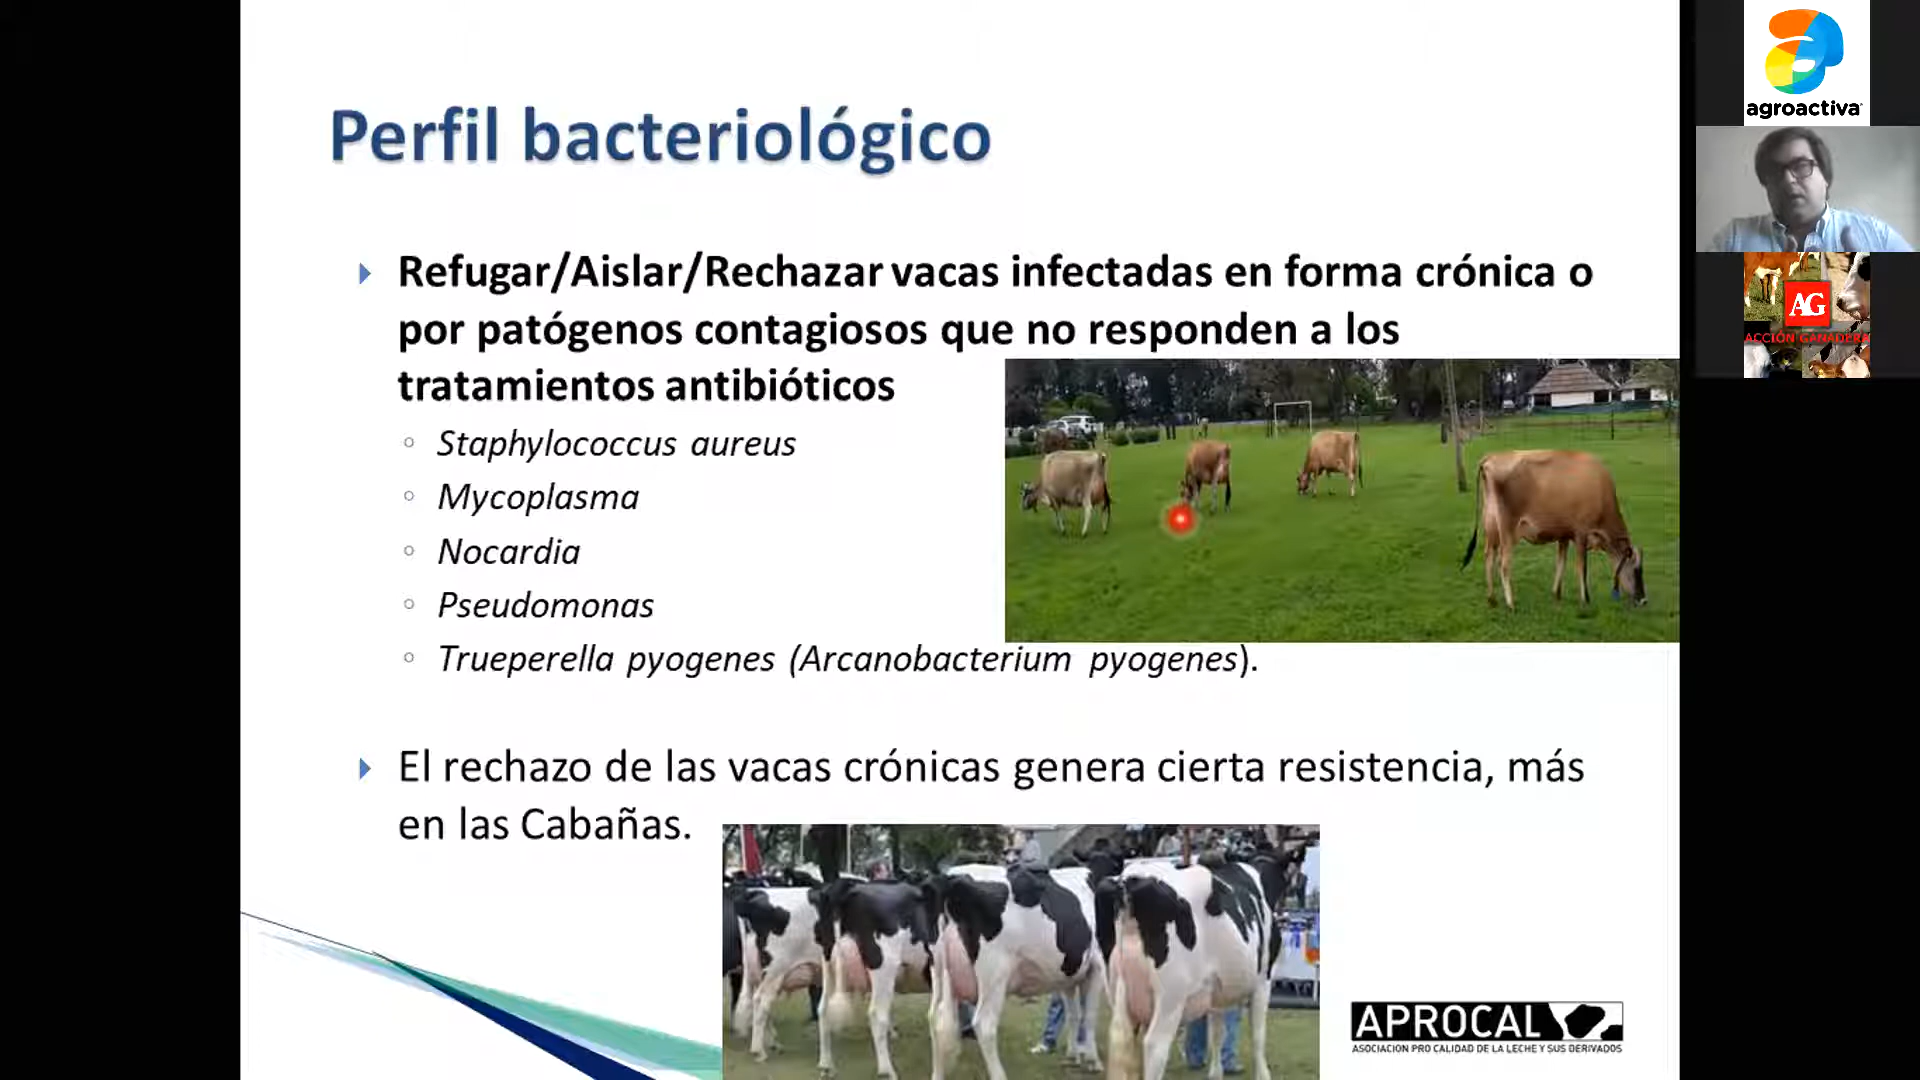 Perfil bacteriológico
Refugar/Aislar/Rechazar vacas infectadas en forma crónica o
por patógenos contagiosos que no responden a los
tratamientos antibióticos
Staphylococcus aureus
Mycoplasma
Nocardia
Pseudomonas
Trueperella pyogenes (Arcanobacterium pyogenes).
El rechazo de las vacas crónicas genera cierta resistencia, más
en las Cabañas.
APROCAL
ASOCIACION PRO CALIDAD DE LA LECHE Y SUS DERIVADOS
agroactiva
AG
ACCIÓN GANADERA